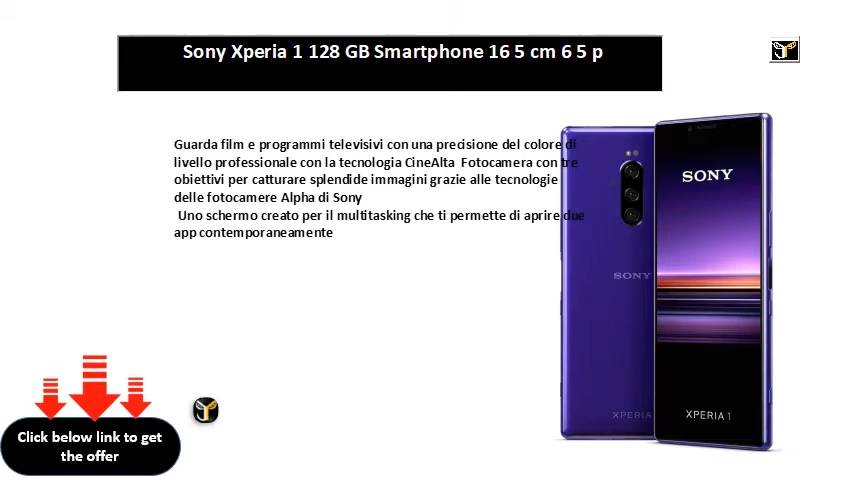 Sony Xperia 1 128 GB Smartphone 16 5 cm 6 5 p
Guarda film e programmi televisivi con una precisione del colore di
livello professionale con la tecnologia CineAlta  Fotocamera con tre
obiettivi per catturare splendide immagini grazie alle tecnologie
delle fotocamere Alpha di Sony
Uno schermo creato per il multitasking che ti permette di aprire due
app contemporaneamente
SONY
SONY
XPERIA
XPERIA 1
Click below link to get
the offer